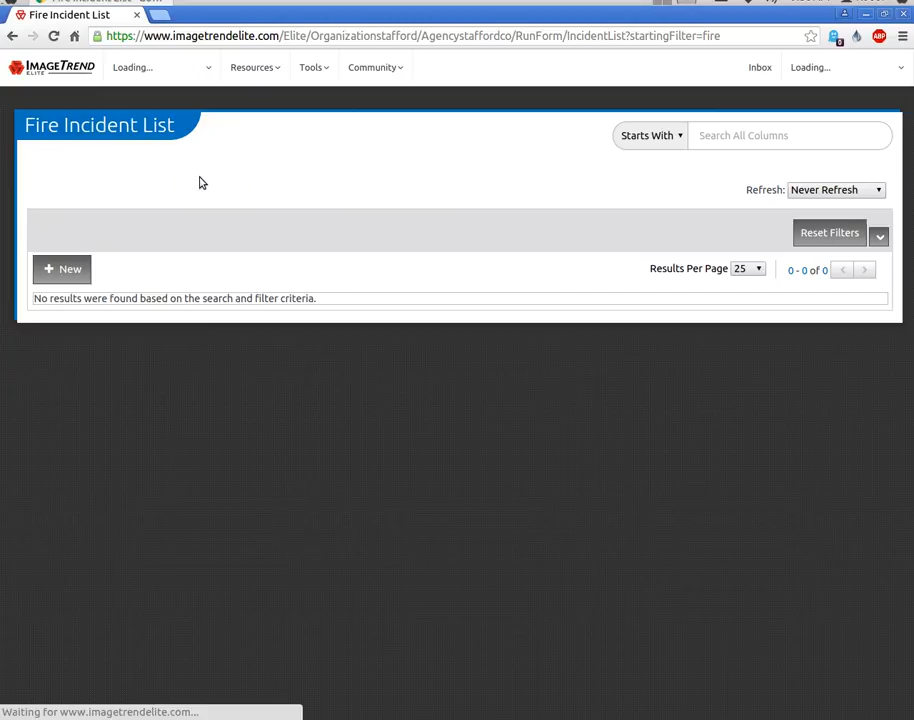 Fire Incident List
https://www.imagetrendelite.com/Elite/Organizationstafford/Agencystaffordco/RunForm/IncidentList?startingFilter=fire
0
ABP
IMAGETREND
ELITE
Loading...
Resources
Tools
Community
Inbox
Loading...
Fire Incident List
Starts With
Search All Columns
Refresh: Never Refresh
Reset Filters
+ New
Results Per Page 25
0 - 0 of 0
No results were found based on the search and filter criteria.
Waiting for www.imagetrendelite.com...